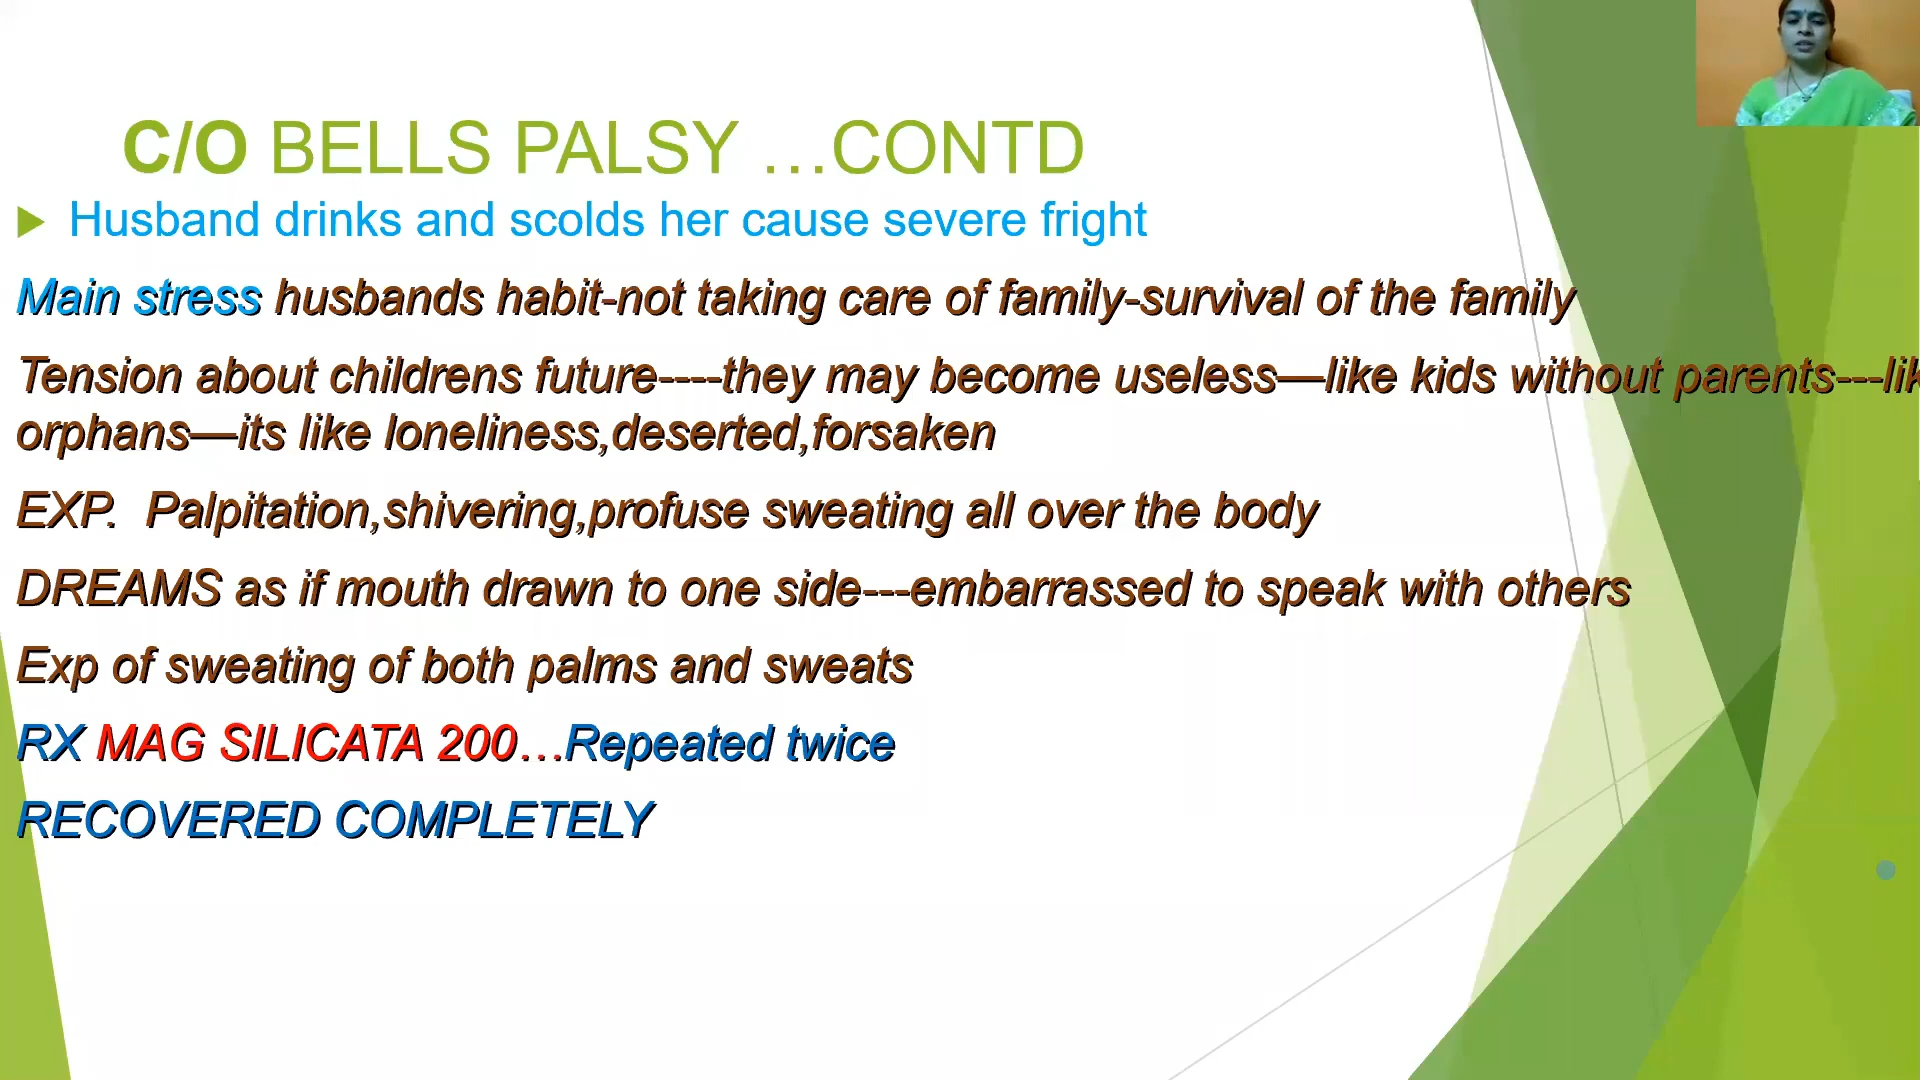 C/O BELLS PALSY ...CONTD
Husband drinks and scolds her cause severe fright
Main stress husbands habit-not taking care of family-survival of the family
Tension about childrens future----they may become useless—like kids without parents---lik
orphans—its like loneliness,deserted,forsaken
EXP. Palpitation,shivering,profuse sweating all over the body
DREAMS as if mouth drawn to one side---embarrassed to speak with others
Exp of sweating of both palms and sweats
RX MAG SILICATA 200...Repeated twice
RECOVERED COMPLETELY